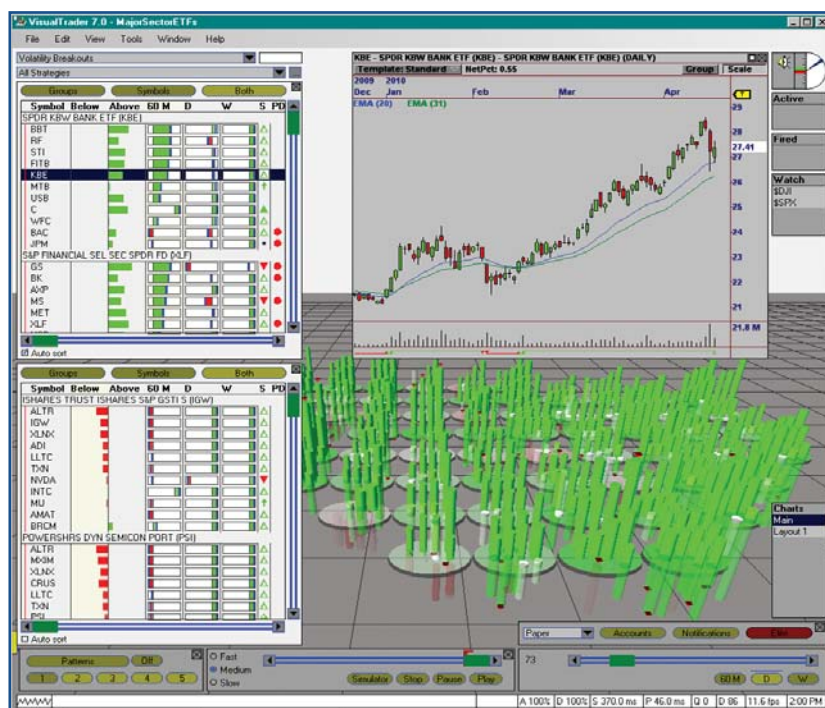 VisualTrader 7.0 - MajorSectorETFs
File Edit View Tools Window Help
Volatility Breakouts
All Strategies
Groups Symbols Both
Symbol Below Above 60 M D W S PD
SPDR KBW BANK ETF (KBE)
BBT
RF
STI
FITB
KBE
MTB
USB
C
WFC
BAC
JPM
S&P FINANCIAL SEL SEC SPDR FD (XLF)
GS
BK
AXP
MS
MET
XLF
Auto sort
Groups Symbols Both
Symbol Below Above 60 M D W S PD
ISHARES TRUST ISHARES S&P GSTI S (IGW)
ALTR
IGW
XLNX
ADI
LLTC
TXN
NVDA
INTC
MU
AMAT
BRCM
POWERSHRS DYN SEMICON PORT (PSI)
ALTR
MXIM
XLNX
CRUS
LLTC
TXN
PSI
Auto sort
KBE - SPDR KBW BANK ETF (KBE) - SPDR KBW BANK ETF (KBE) (DAILY)
Template: Standard NetPct: 0.55 Group Scale
2009 2010
Dec Jan Feb Mar Apr
EMA (20) EMA (31)
29
28
27.41
27
26
25
24
23
22
21
21.8 M
Active
Fired
Watch
$DJI
$SPX
Charts
Main
Layout 1
Patterns Off
1 2 3 4 5
Fast
Medium
Slow
Simulator Stop Pause Play
Paper Accounts Notifications
73
60 M D W
A 100% D 100% S 370.0 ms P 46.0 ms Q 0 D 86 11.6 fps 2:00 PM